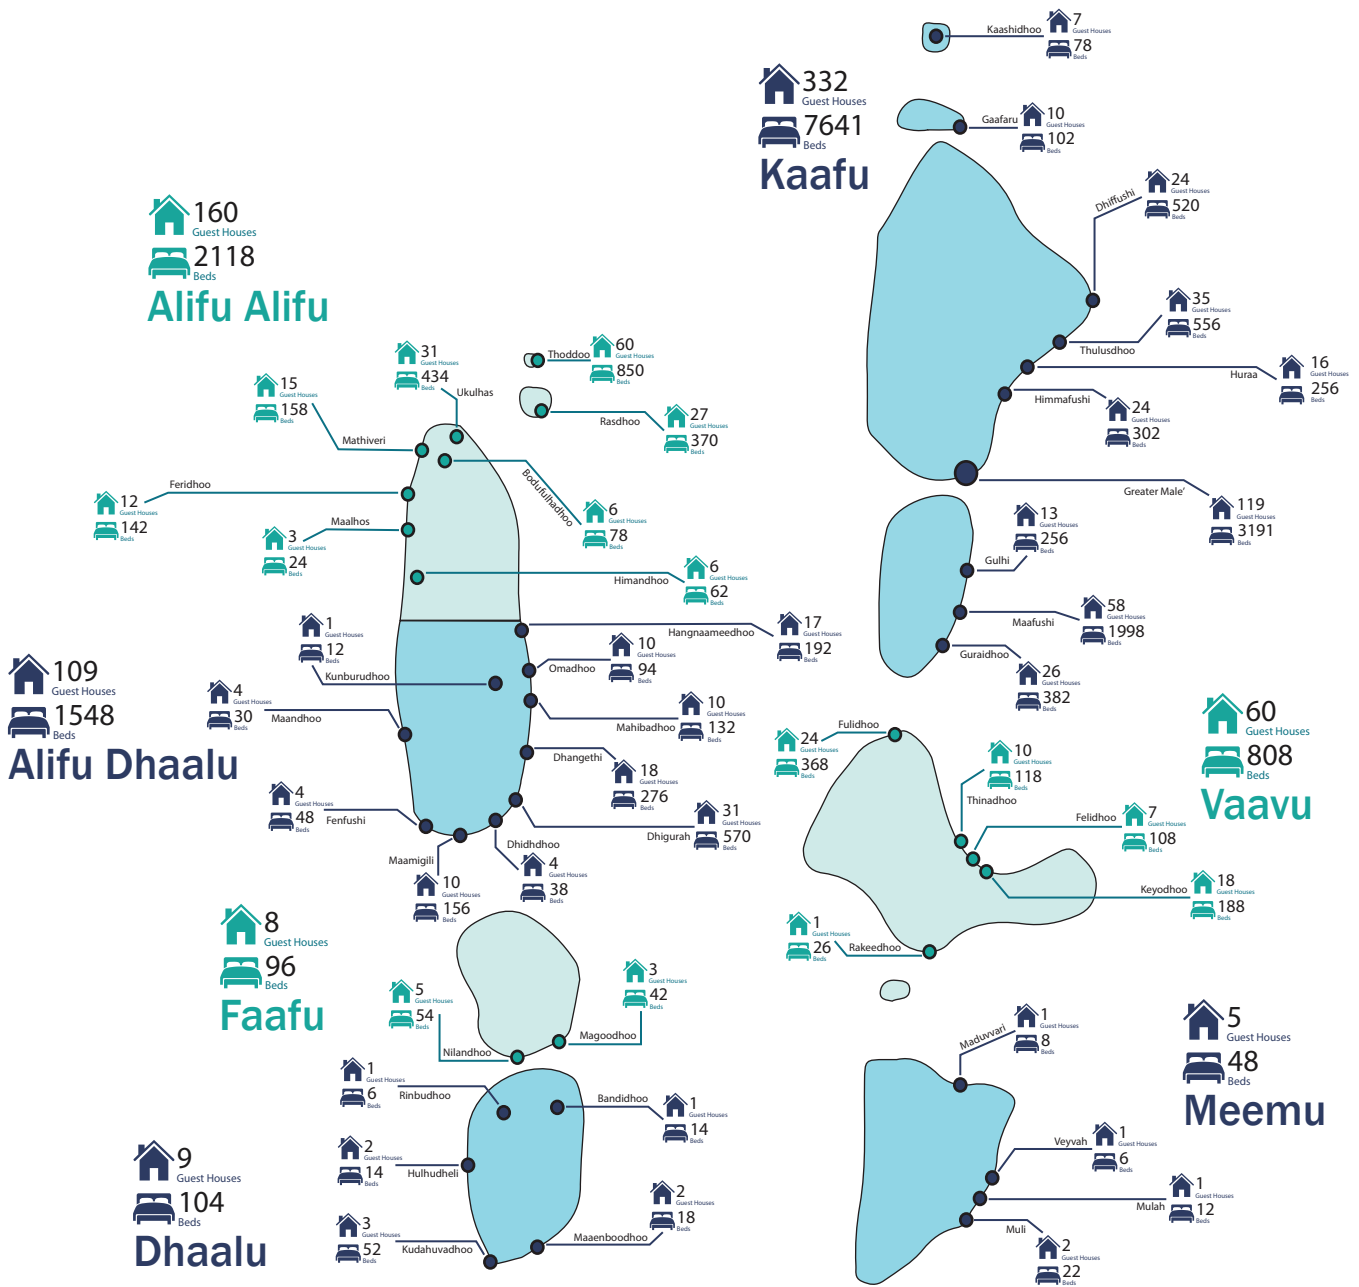 Kaashidhoo
7
Guest Houses
78
Beds
332
Guest Houses
7641
Beds
Kaafu
Gaafaru
10
Guest Houses
102
Beds
Dhiffushi
24
Guest Houses
520
Beds
35
Guest Houses
556
Beds
Thulusdhoo
Huraa
16
Guest Houses
256
Beds
Himmafushi
24
Guest Houses
302
Beds
Greater Male'
119
Guest Houses
3191
Beds
13
Guest Houses
256
Beds
Gulhi
Maafushi
58
Guest Houses
1998
Beds
Guraidhoo
26
Guest Houses
382
Beds
160
Guest Houses
2118
Beds
Alifu Alifu
31
Guest Houses
434
Beds
Ukulhas
Thoddoo
60
Guest Houses
850
Beds
15
Guest Houses
158
Beds
Mathiveri
Rasdhoo
27
Guest Houses
370
Beds
Feridhoo
12
Guest Houses
142
Beds
Bodufulhadhoo
6
Guest Houses
78
Beds
Maalhos
3
Guest Houses
24
Beds
Himandhoo
6
Guest Houses
62
Beds
109
Guest Houses
1548
Beds
Alifu Dhaalu
1
Guest Houses
12
Beds
Kunburudhoo
Hangnaameedhoo
17
Guest Houses
192
Beds
Omadhoo
10
Guest Houses
94
Beds
4
Guest Houses
30
Beds
Maandhoo
Mahibadhoo
10
Guest Houses
132
Beds
Dhangethi
18
Guest Houses
276
Beds
4
Guest Houses
48
Beds
Fenfushi
Dhigurah
31
Guest Houses
570
Beds
Maamigili
10
Guest Houses
156
Beds
Dhidhdhoo
4
Guest Houses
38
Beds
60
Guest Houses
808
Beds
Vaavu
Fulidhoo
24
Guest Houses
368
Beds
10
Guest Houses
118
Beds
Thinadhoo
Felidhoo
7
Guest Houses
108
Beds
Keyodhoo
18
Guest Houses
188
Beds
1
Guest Houses
26
Beds
Rakeedhoo
8
Guest Houses
96
Beds
Faafu
5
Guest Houses
54
Beds
Nilandhoo
3
Guest Houses
42
Beds
Magoodhoo
5
Guest Houses
48
Beds
Meemu
Maduvvari
1
Guest Houses
8
Beds
Veyvah
1
Guest Houses
6
Beds
Mulah
1
Guest Houses
12
Beds
Muli
2
Guest Houses
22
Beds
9
Guest Houses
104
Beds
Dhaalu
1
Guest Houses
6
Beds
Rinbudhoo
Bandidhoo
1
Guest Houses
14
Beds
2
Guest Houses
14
Beds
Hulhudheli
2
Guest Houses
18
Beds
Maaenboodhoo
3
Guest Houses
52
Beds
Kudahuvadhoo